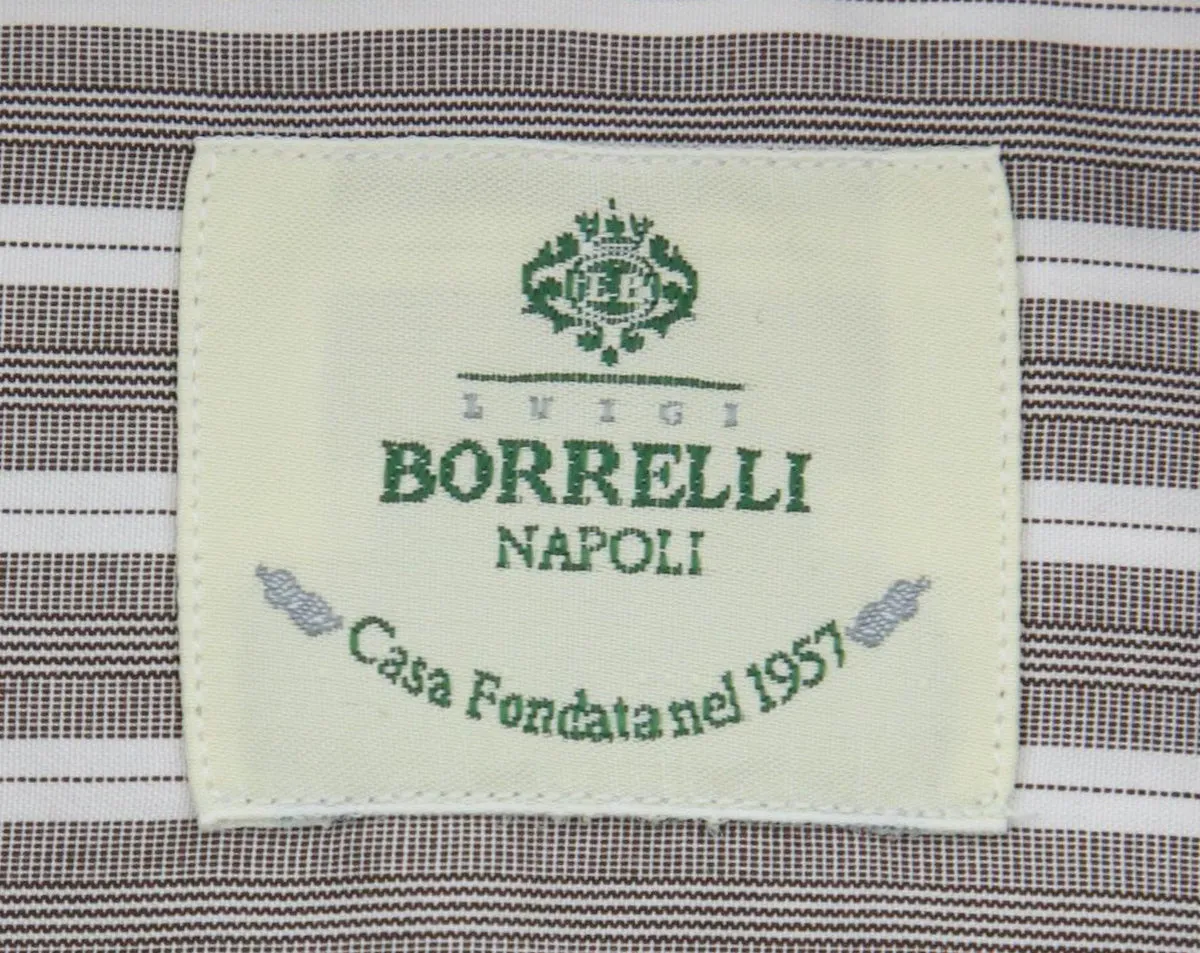 LUIGI
BORRELLI
NAPOLI
Casa Fondata nel 1957